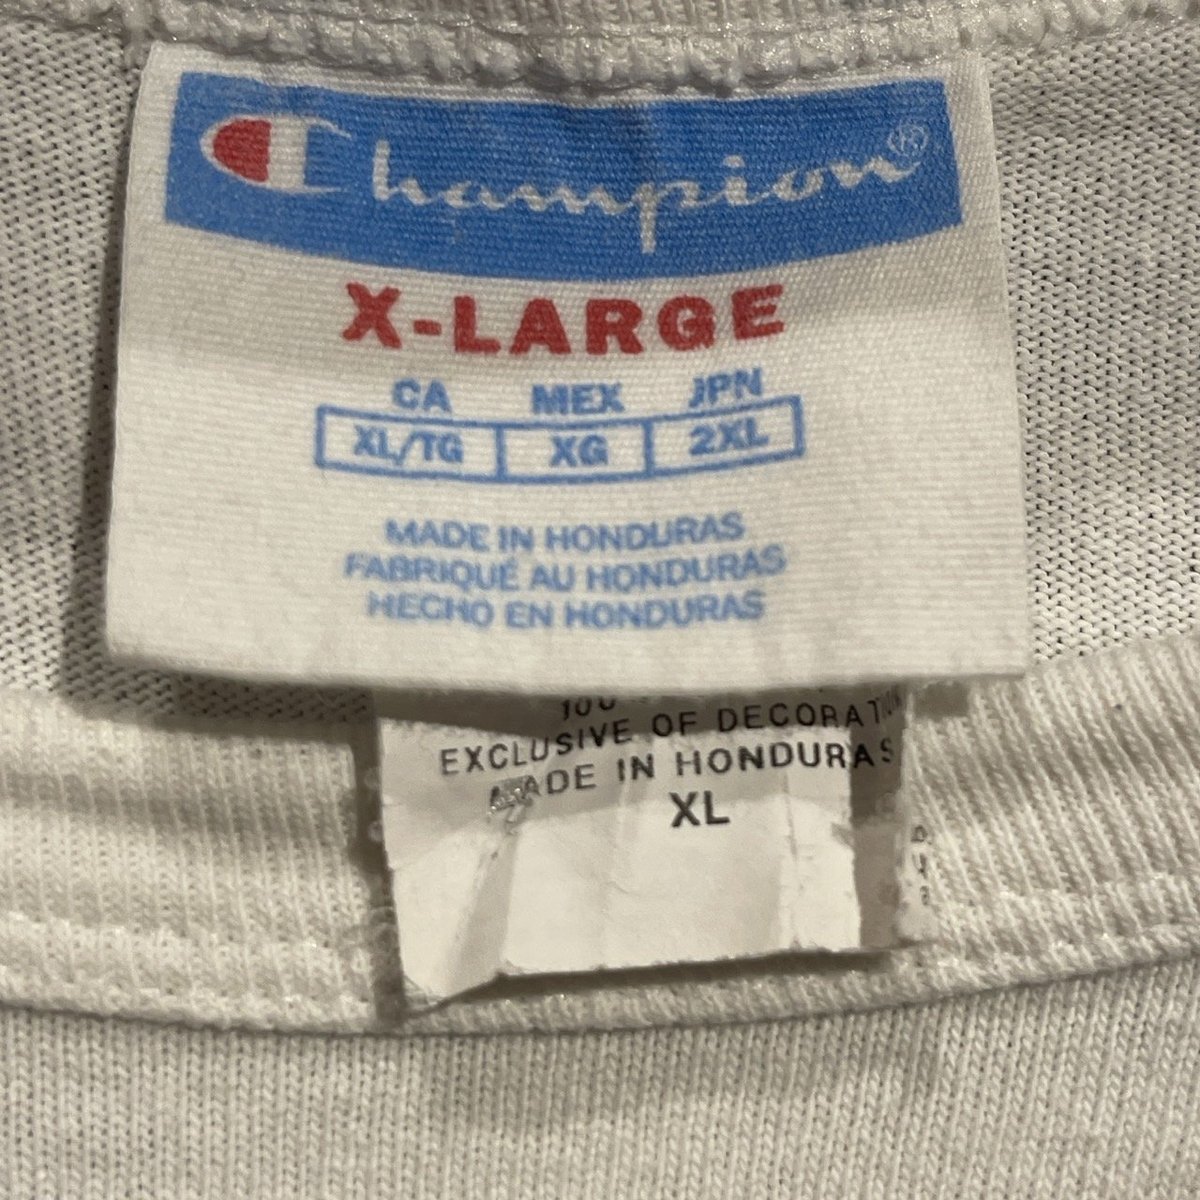 Champion®
X-LARGE
CA MEX JPN
XL/TG XG 2XL
MADE IN HONDURAS
FABRIQUÉ AU HONDURAS
HECHO EN HONDURAS
EXCLUSIVE OF
MADE IN HONDURAS
XL